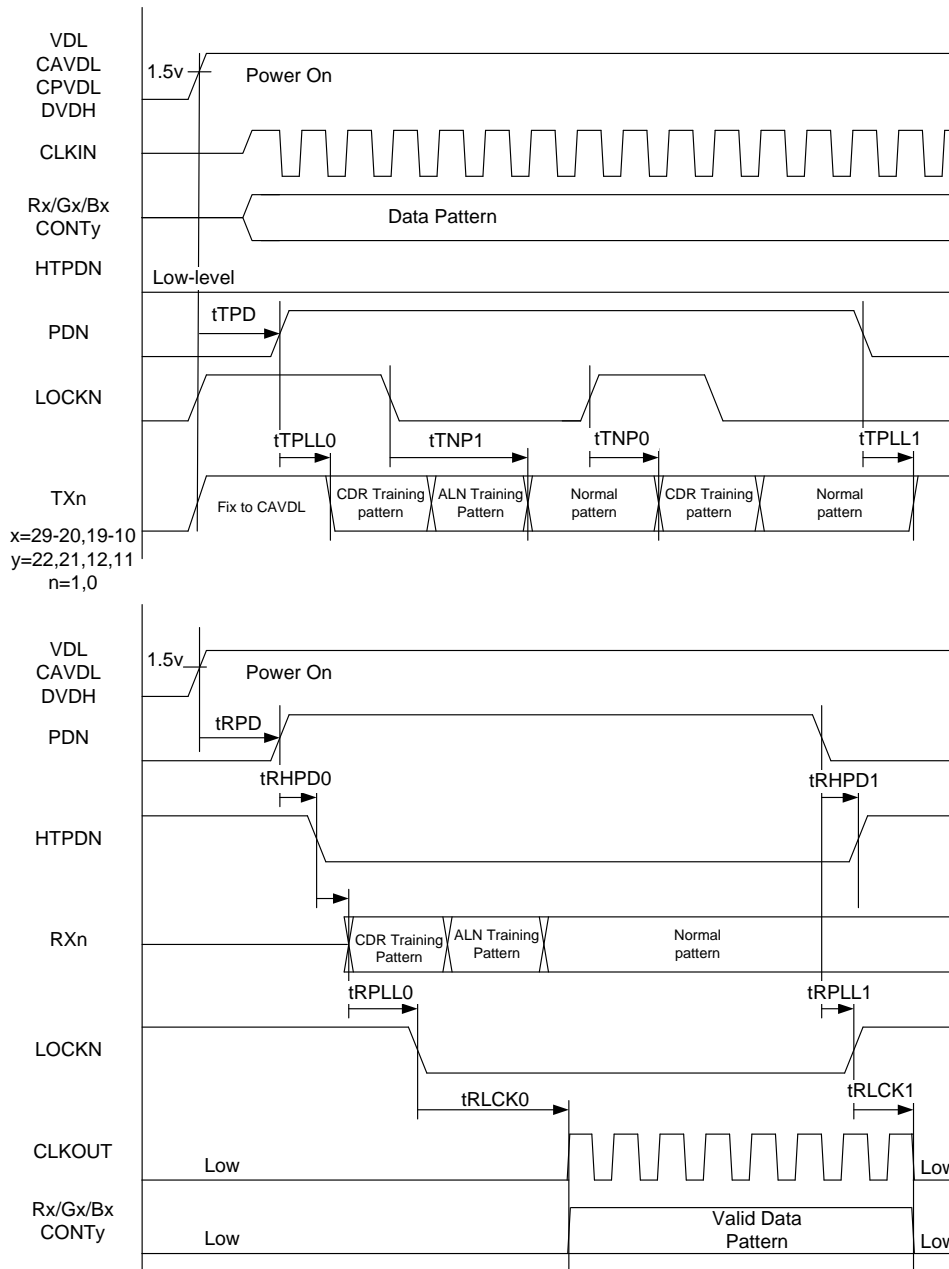 VDL
CAVDL
CPVDL
DVDH
1.5v
Power On
CLKIN
Rx/Gx/Bx
CONTy
Data Pattern
HTPDN
Low-level
tTPD
PDN
LOCKN
tTPLL0
tTNP1
tTNP0
tTPLL1
TXn
x=29-20,19-10
y=22,21,12,11
n=1,0
Fix to CAVDL
CDR Training
pattern
ALN Training
Pattern
Normal
pattern
CDR Training
pattern
Normal
pattern
VDL
CAVDL
DVDH
1.5v
Power On
tRPD
PDN
tRHPD0
tRHPD1
HTPDN
RXn
CDR Training
Pattern
ALN Training
Pattern
Normal
pattern
tRPLL0
tRPLL1
LOCKN
tRLCK0
tRLCK1
CLKOUT
Low
Low
Rx/Gx/Bx
CONTy
Low
Valid Data
Pattern
Low